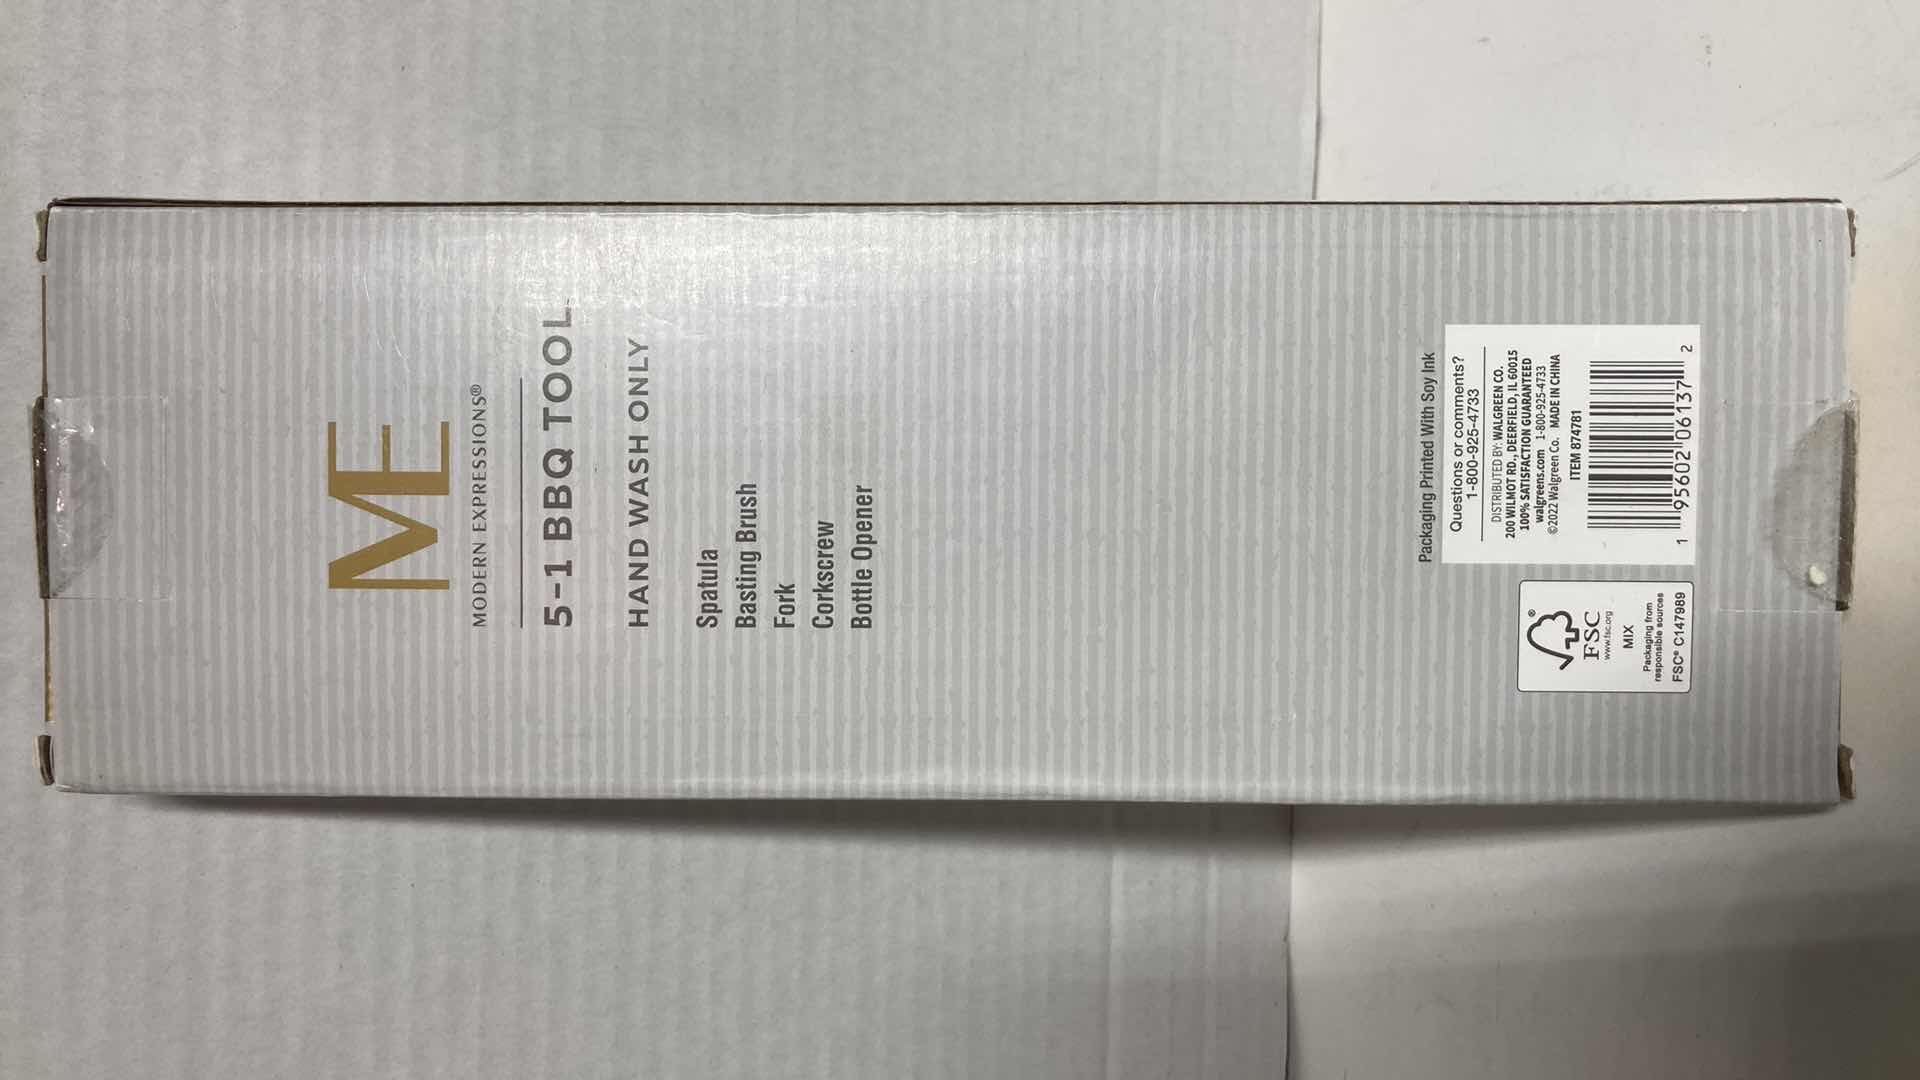 ME
MODERN EXPRESSIONS®
5-1 BBQ TOOL
HAND WASH ONLY
Spatula
Basting Brush
Fork
Corkscrew
Bottle Opener
Packaging Printed With Soy Ink
Questions or comments?
1-800-925-4733
DISTRIBUTED BY: WALGREEN CO.
200 WILMOT RD., DEERFIELD, IL 60015
100% SATISFACTION GUARANTEED
walgreens.com 1-800-925-4733
©2022 Walgreen Co. MADE IN CHINA
ITEM 874781
1 95602 06137 2
FSC®
www.fsc.org
MIX
Packaging from
responsible sources
FSC® C147989